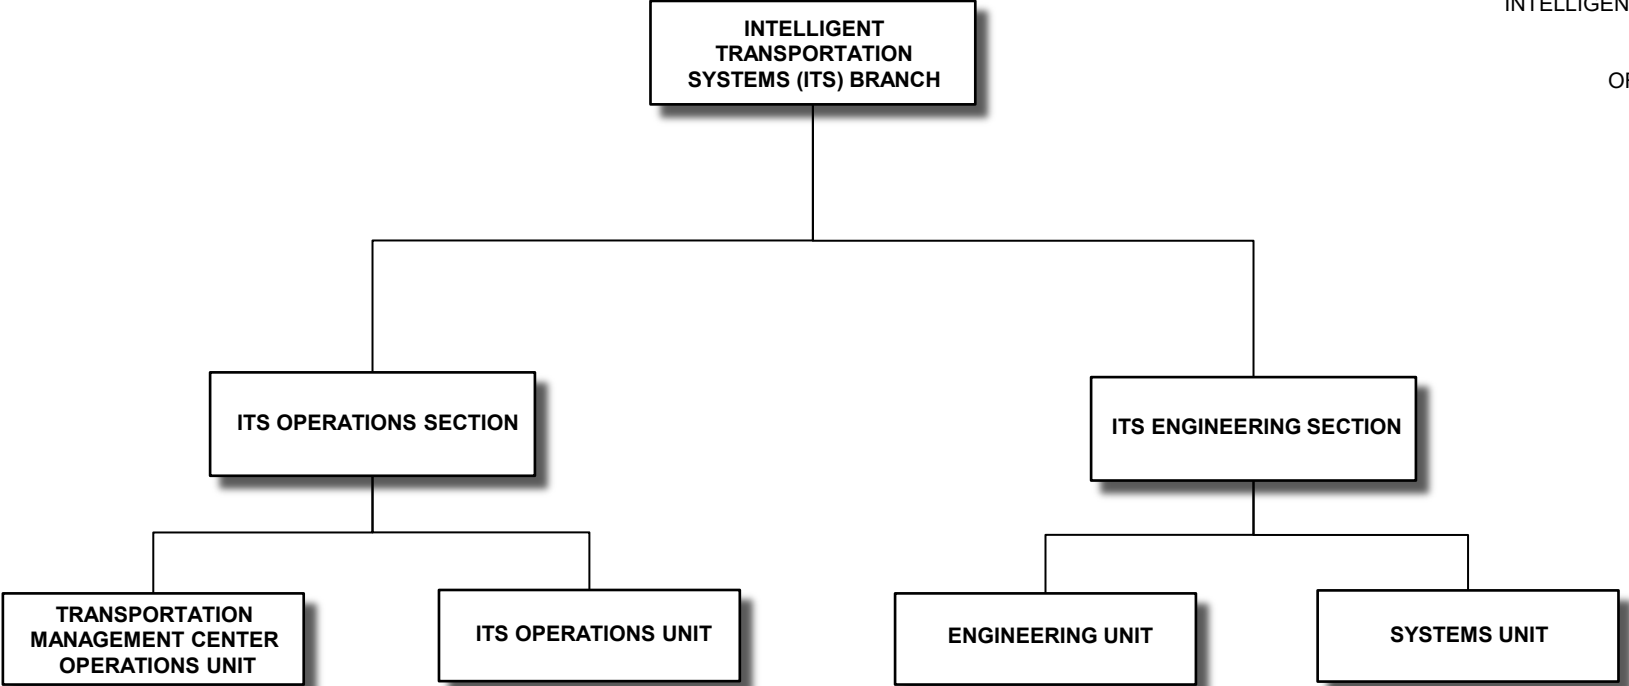 INTELLIGENT
TRANSPORTATION
SYSTEMS (ITS) BRANCH
ITS OPERATIONS SECTION
ITS ENGINEERING SECTION
TRANSPORTATION
MANAGEMENT CENTER
OPERATIONS UNIT
ITS OPERATIONS UNIT
ENGINEERING UNIT
SYSTEMS UNIT